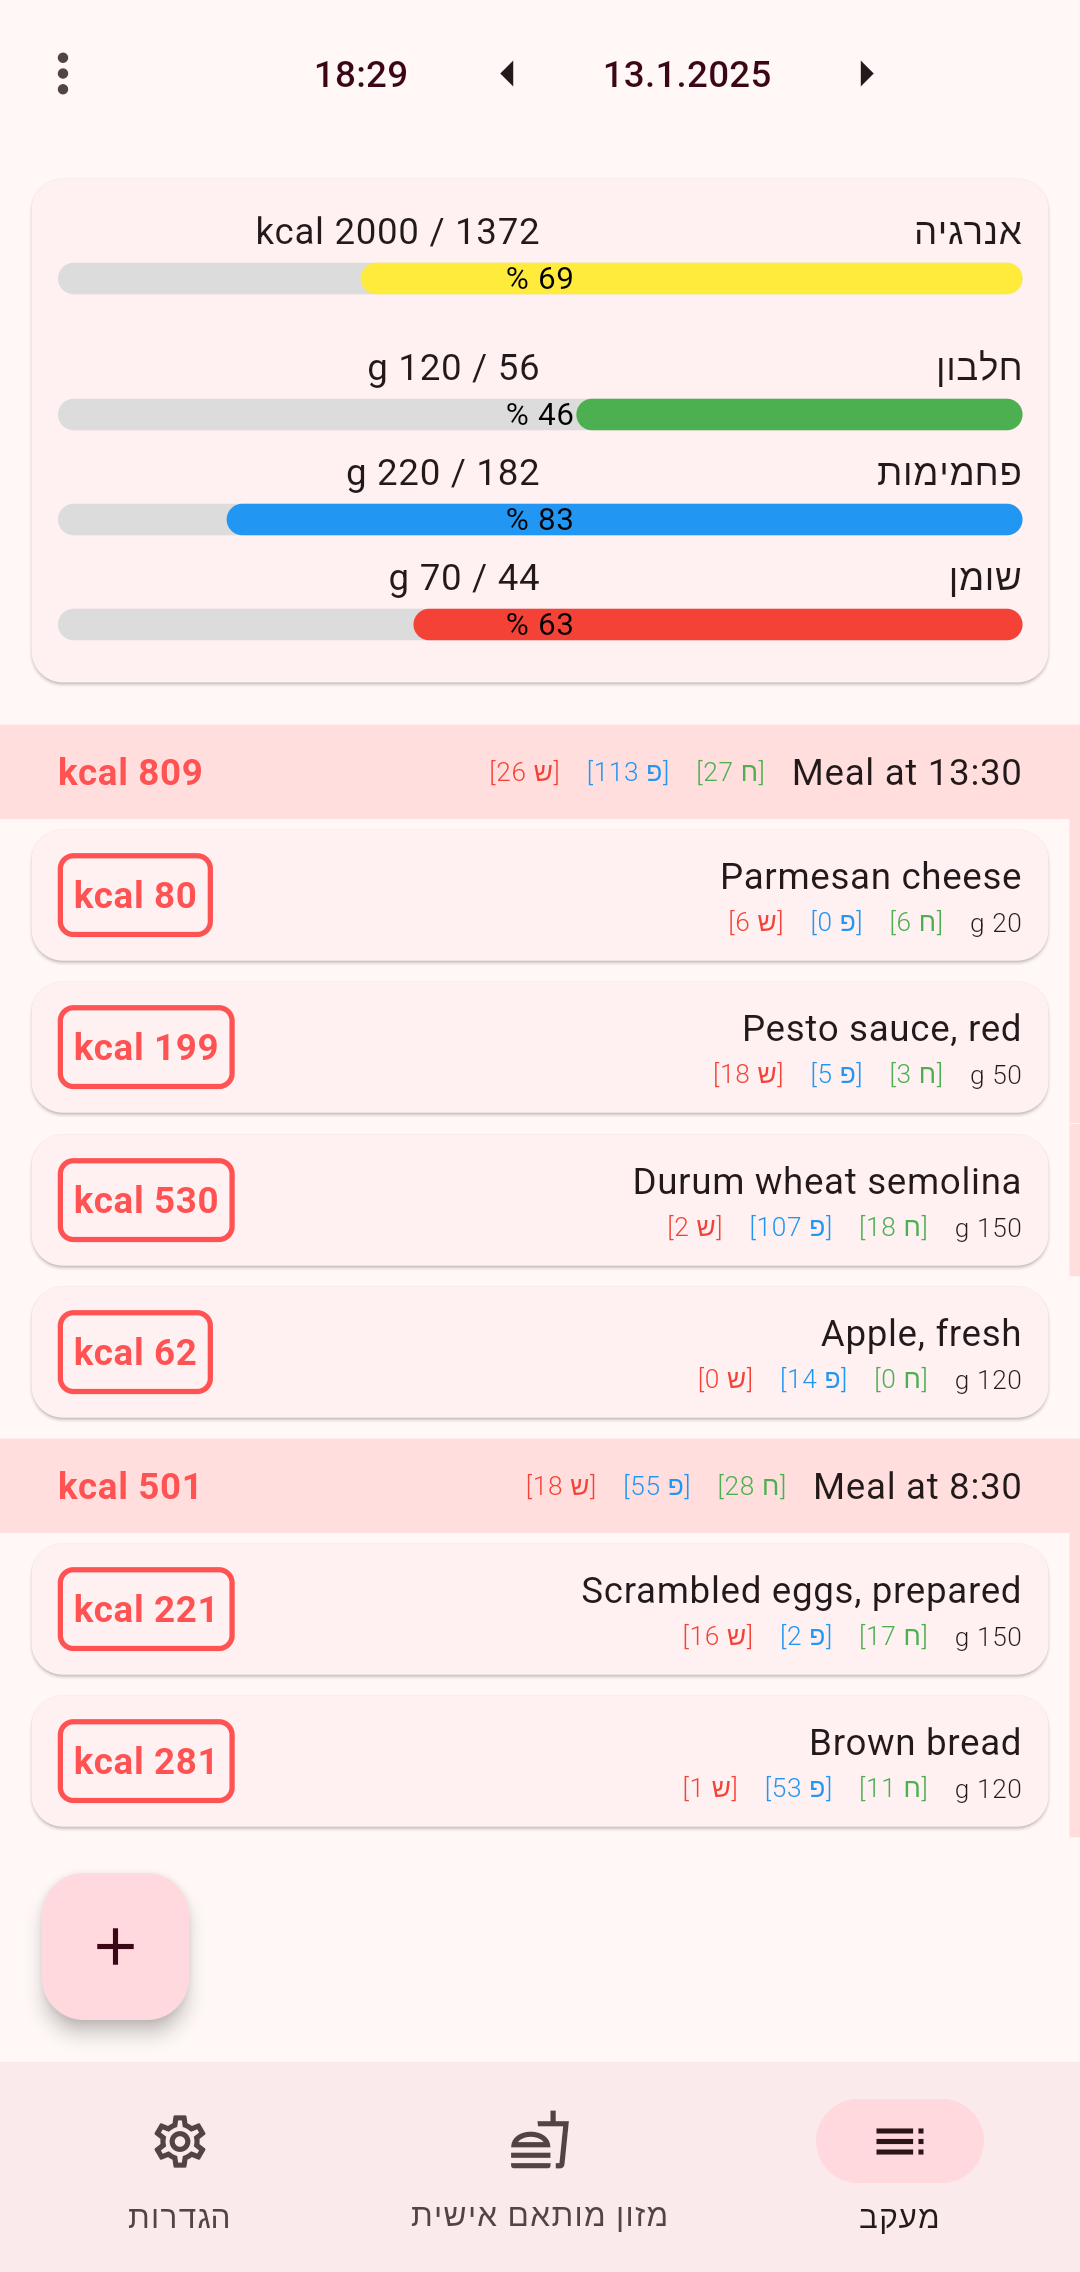 18:29
13.1.2025
אנרגיה
1372 / 2000 kcal
69 %
חלבון
56 / 120 g
46 %
פחמימות
182 / 220 g
83 %
שומן
44 / 70 g
63 %
Meal at 13:30 [ח 27] [פ 113] [ש 26] 809 kcal
Parmesan cheese
20 g [ח 6] [פ 0] [ש 6]
80 kcal
Pesto sauce, red
50 g [ח 3] [פ 5] [ש 18]
199 kcal
Durum wheat semolina
150 g [ח 18] [פ 107] [ש 2]
530 kcal
Apple, fresh
120 g [ח 0] [פ 14] [ש 0]
62 kcal
Meal at 8:30 [ח 28] [פ 55] [ש 18] 501 kcal
Scrambled eggs, prepared
150 g [ח 17] [פ 2] [ש 16]
221 kcal
Brown bread
120 g [ח 11] [פ 53] [ש 1]
281 kcal
מעקב
מזון מותאם אישית
הגדרות